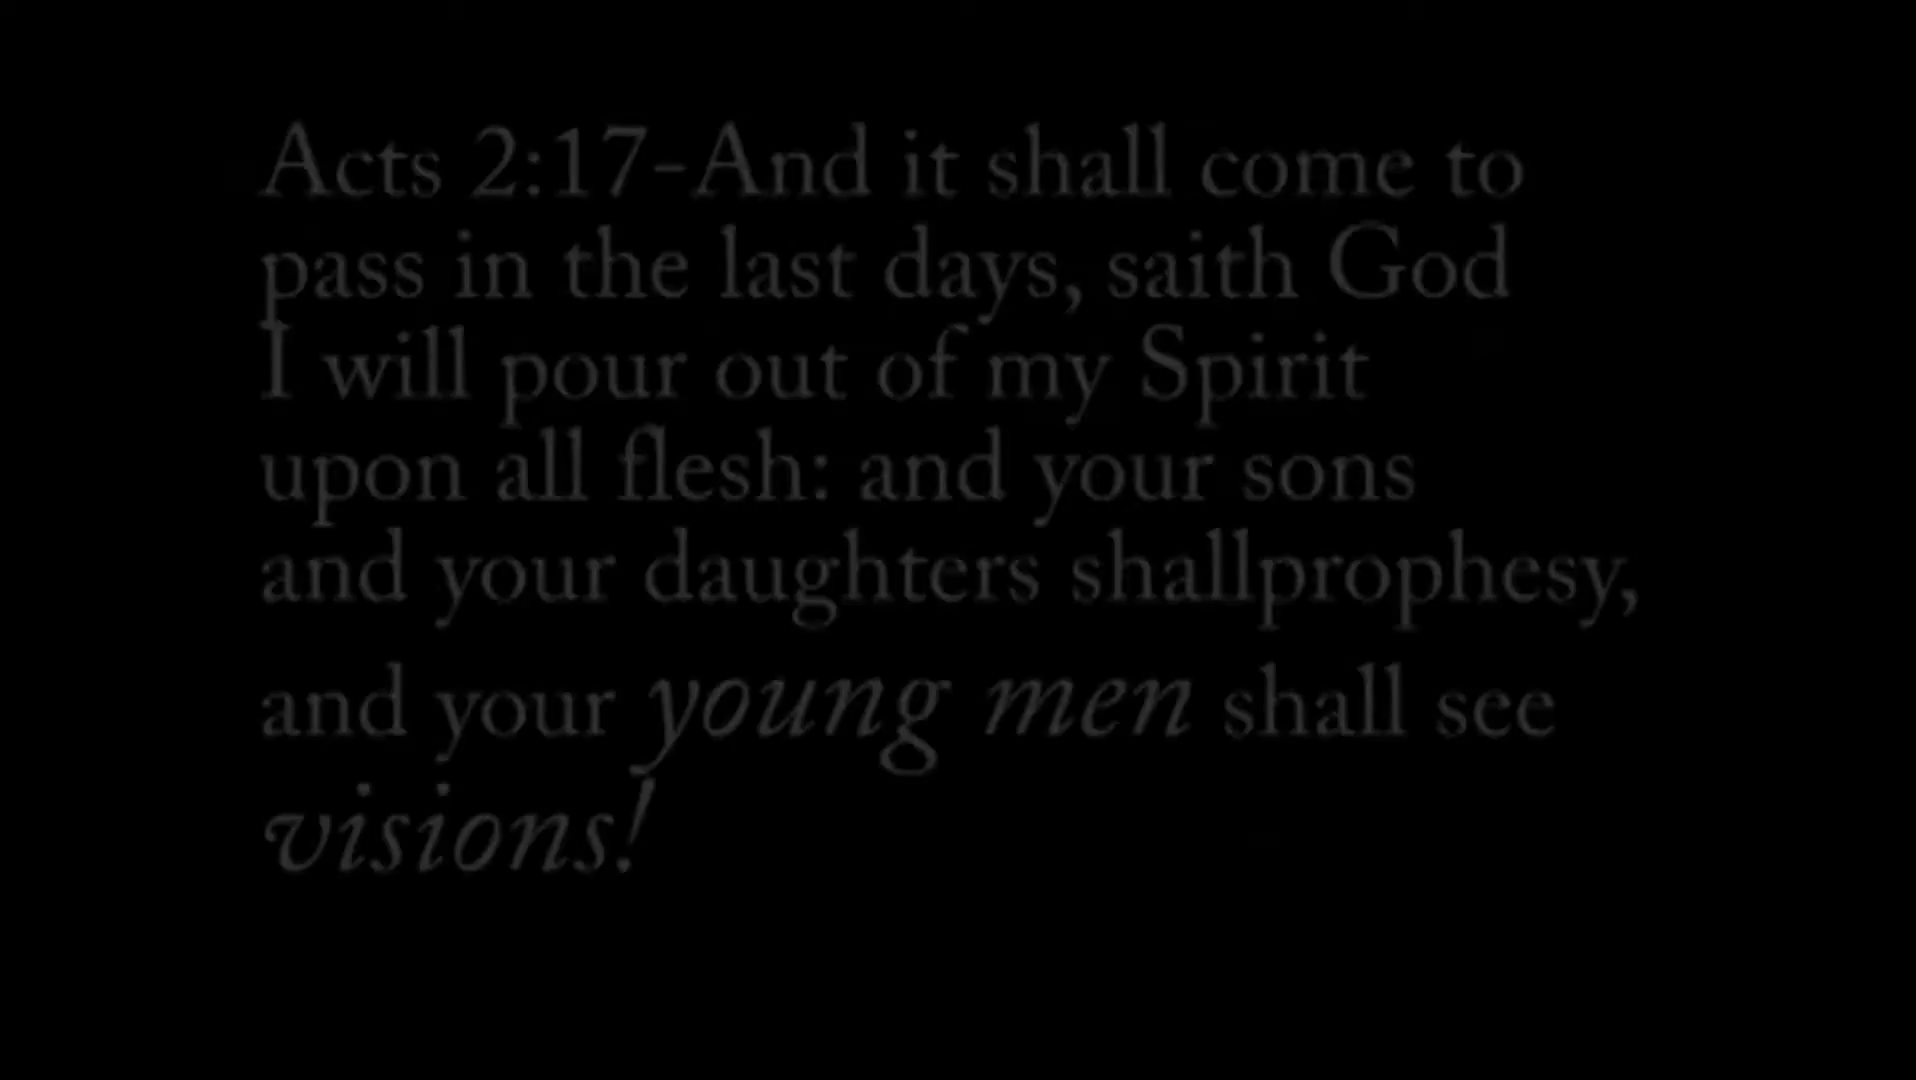 Acts 2:17-And it shall come to
pass in the last days, saith God
I will pour out of my Spirit
upon all flesh: and your sons
and your daughters shallprophesy,
and your young men shall see
visions!